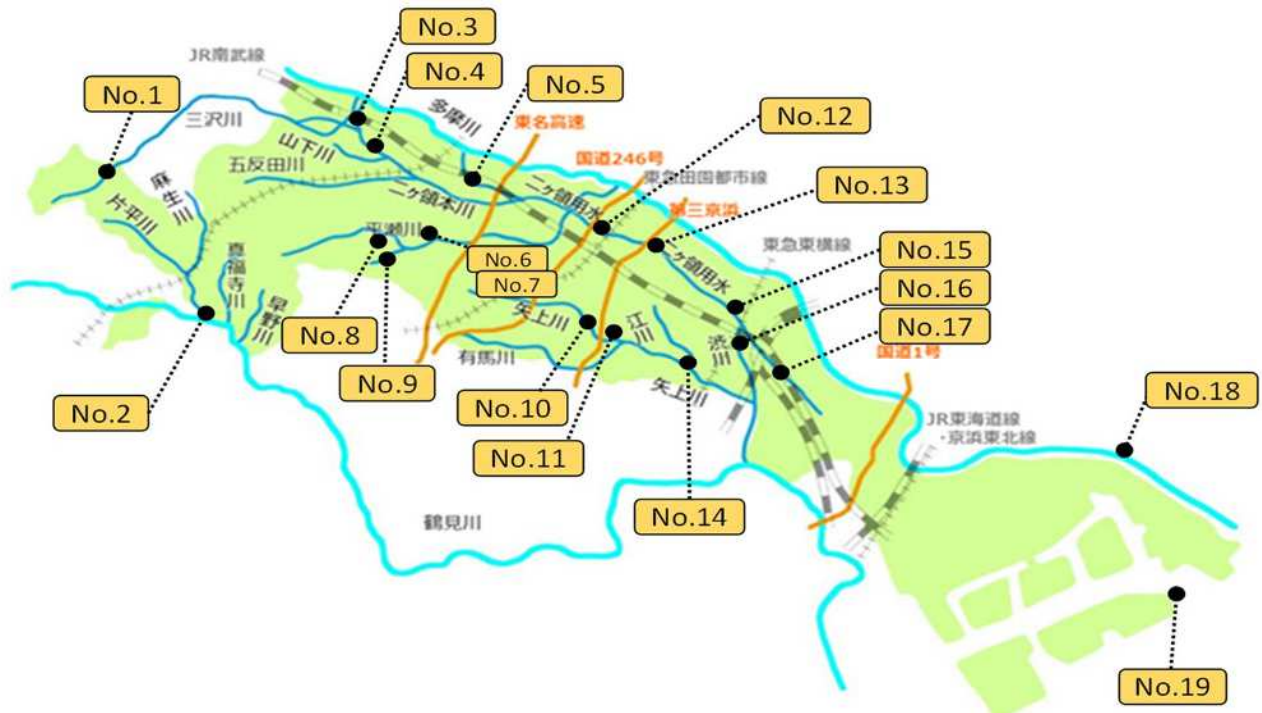 No.3
JR南武線
No.4
No.1
多摩川
No.5
三沢川
No.12
東名高速
山下川
国道246号
五反田川
東急田園都市線
麻生川
No.13
二ヶ領用水
二ヶ領本川
第三京浜
片平川
平瀬川
東急東横線
No.15
真福寺川
No.6
二ヶ領用水
No.7
No.16
早野川
No.8
矢上川
江川
渋川
No.17
有馬川
国道1号
No.9
矢上川
No.18
No.2
No.10
JR東海道線
・京浜東北線
No.11
鶴見川
No.14
No.19